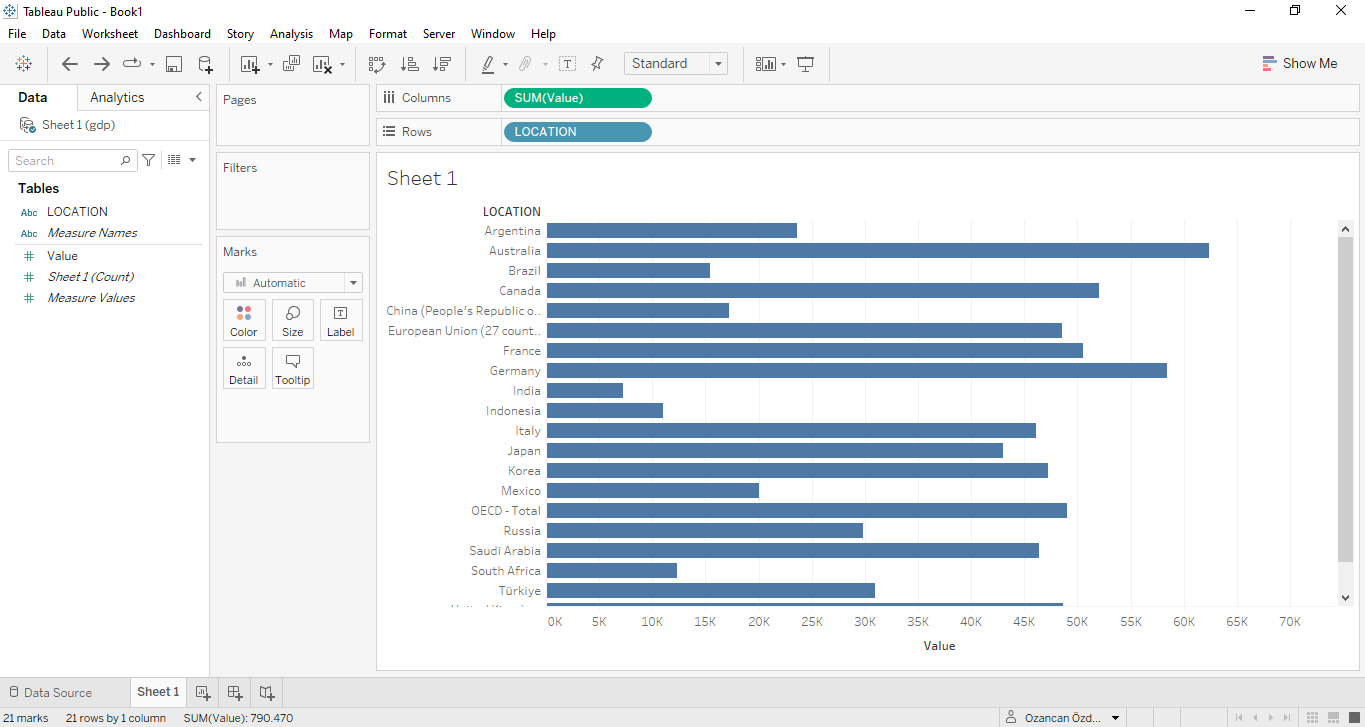 Tableau Public - Book1
File Data Worksheet Dashboard Story Analysis Map Format Server Window Help
Standard
Show Me
Data Analytics
Sheet 1 (gdp)
Search
Tables
Abc LOCATION
Abc Measure Names
# Value
# Sheet 1 (Count)
# Measure Values
Pages
Filters
Marks
Automatic
Color Size Label
Detail Tooltip
Columns SUM(Value)
Rows LOCATION
Sheet 1
LOCATION
Argentina
Australia
Brazil
Canada
China (People's Republic o..
European Union (27 count..
France
Germany
India
Indonesia
Italy
Japan
Korea
Mexico
OECD - Total
Russia
Saudi Arabia
South Africa
Türkiye
0K 5K 10K 15K 20K 25K 30K 35K 40K 45K 50K 55K 60K 65K 70K
Value
Data Source Sheet 1
21 marks 21 rows by 1 column SUM(Value): 790.470 Ozancan Özd...